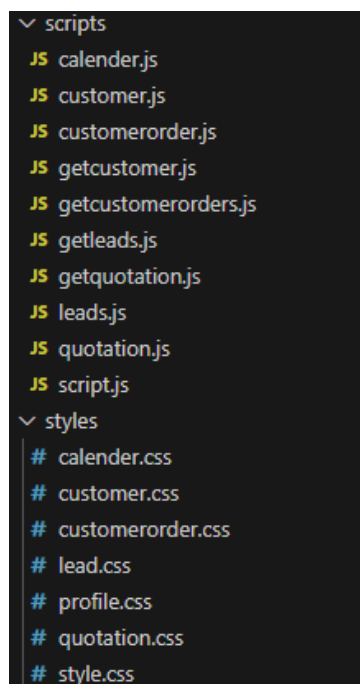 scripts
JS calender.js
JS customer.js
JS customerorder.js
JS getcustomer.js
JS getcustomerorders.js
JS getleads.js
JS getquotation.js
JS leads.js
JS quotation.js
JS script.js
styles
# calender.css
# customer.css
# customerorder.css
# lead.css
# profile.css
# quotation.css
# style.css